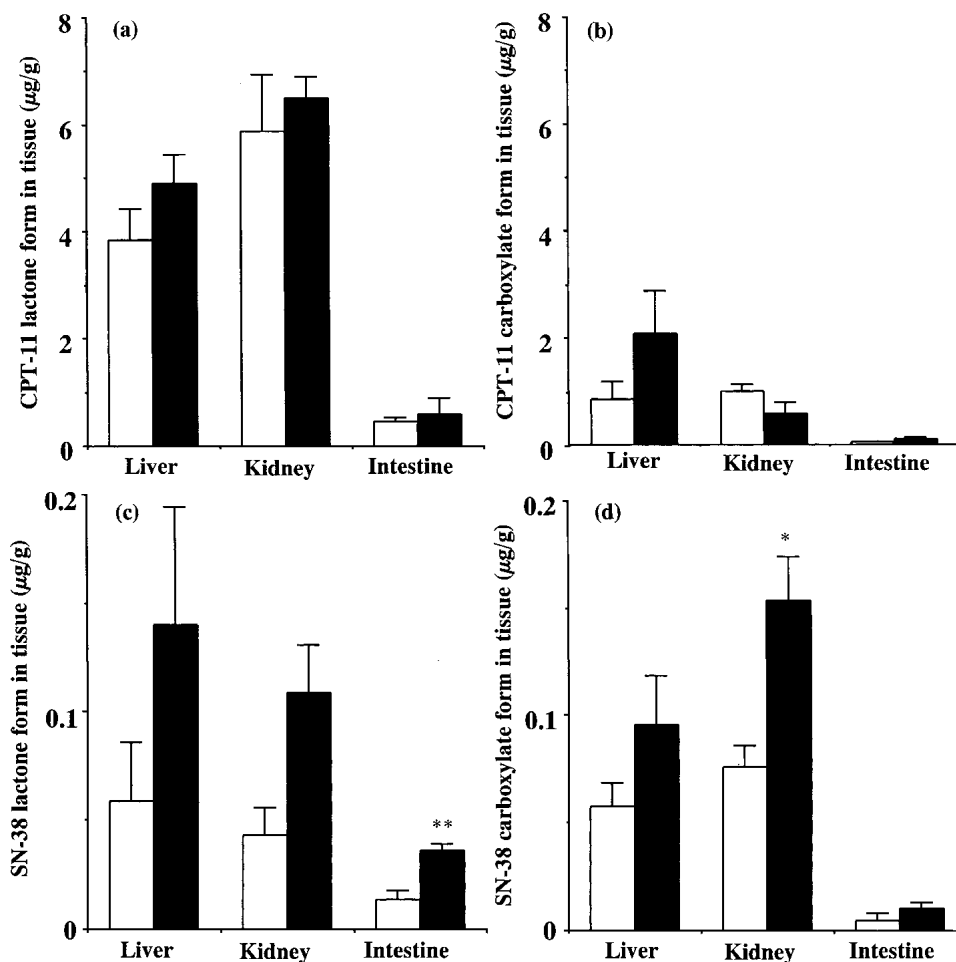 (a)
CPT-11 lactone form in tissue (μg/g)
8
6
4
2
0
Liver
Kidney
Intestine
(b)
CPT-11 carboxylate form in tissue (μg/g)
8
6
4
2
0
Liver
Kidney
Intestine
(c)
SN-38 lactone form in tissue (μg/g)
0.2
0.1
0
**
Liver
Kidney
Intestine
(d)
SN-38 carboxylate form in tissue (μg/g)
0.2
0.1
0
*
Liver
Kidney
Intestine